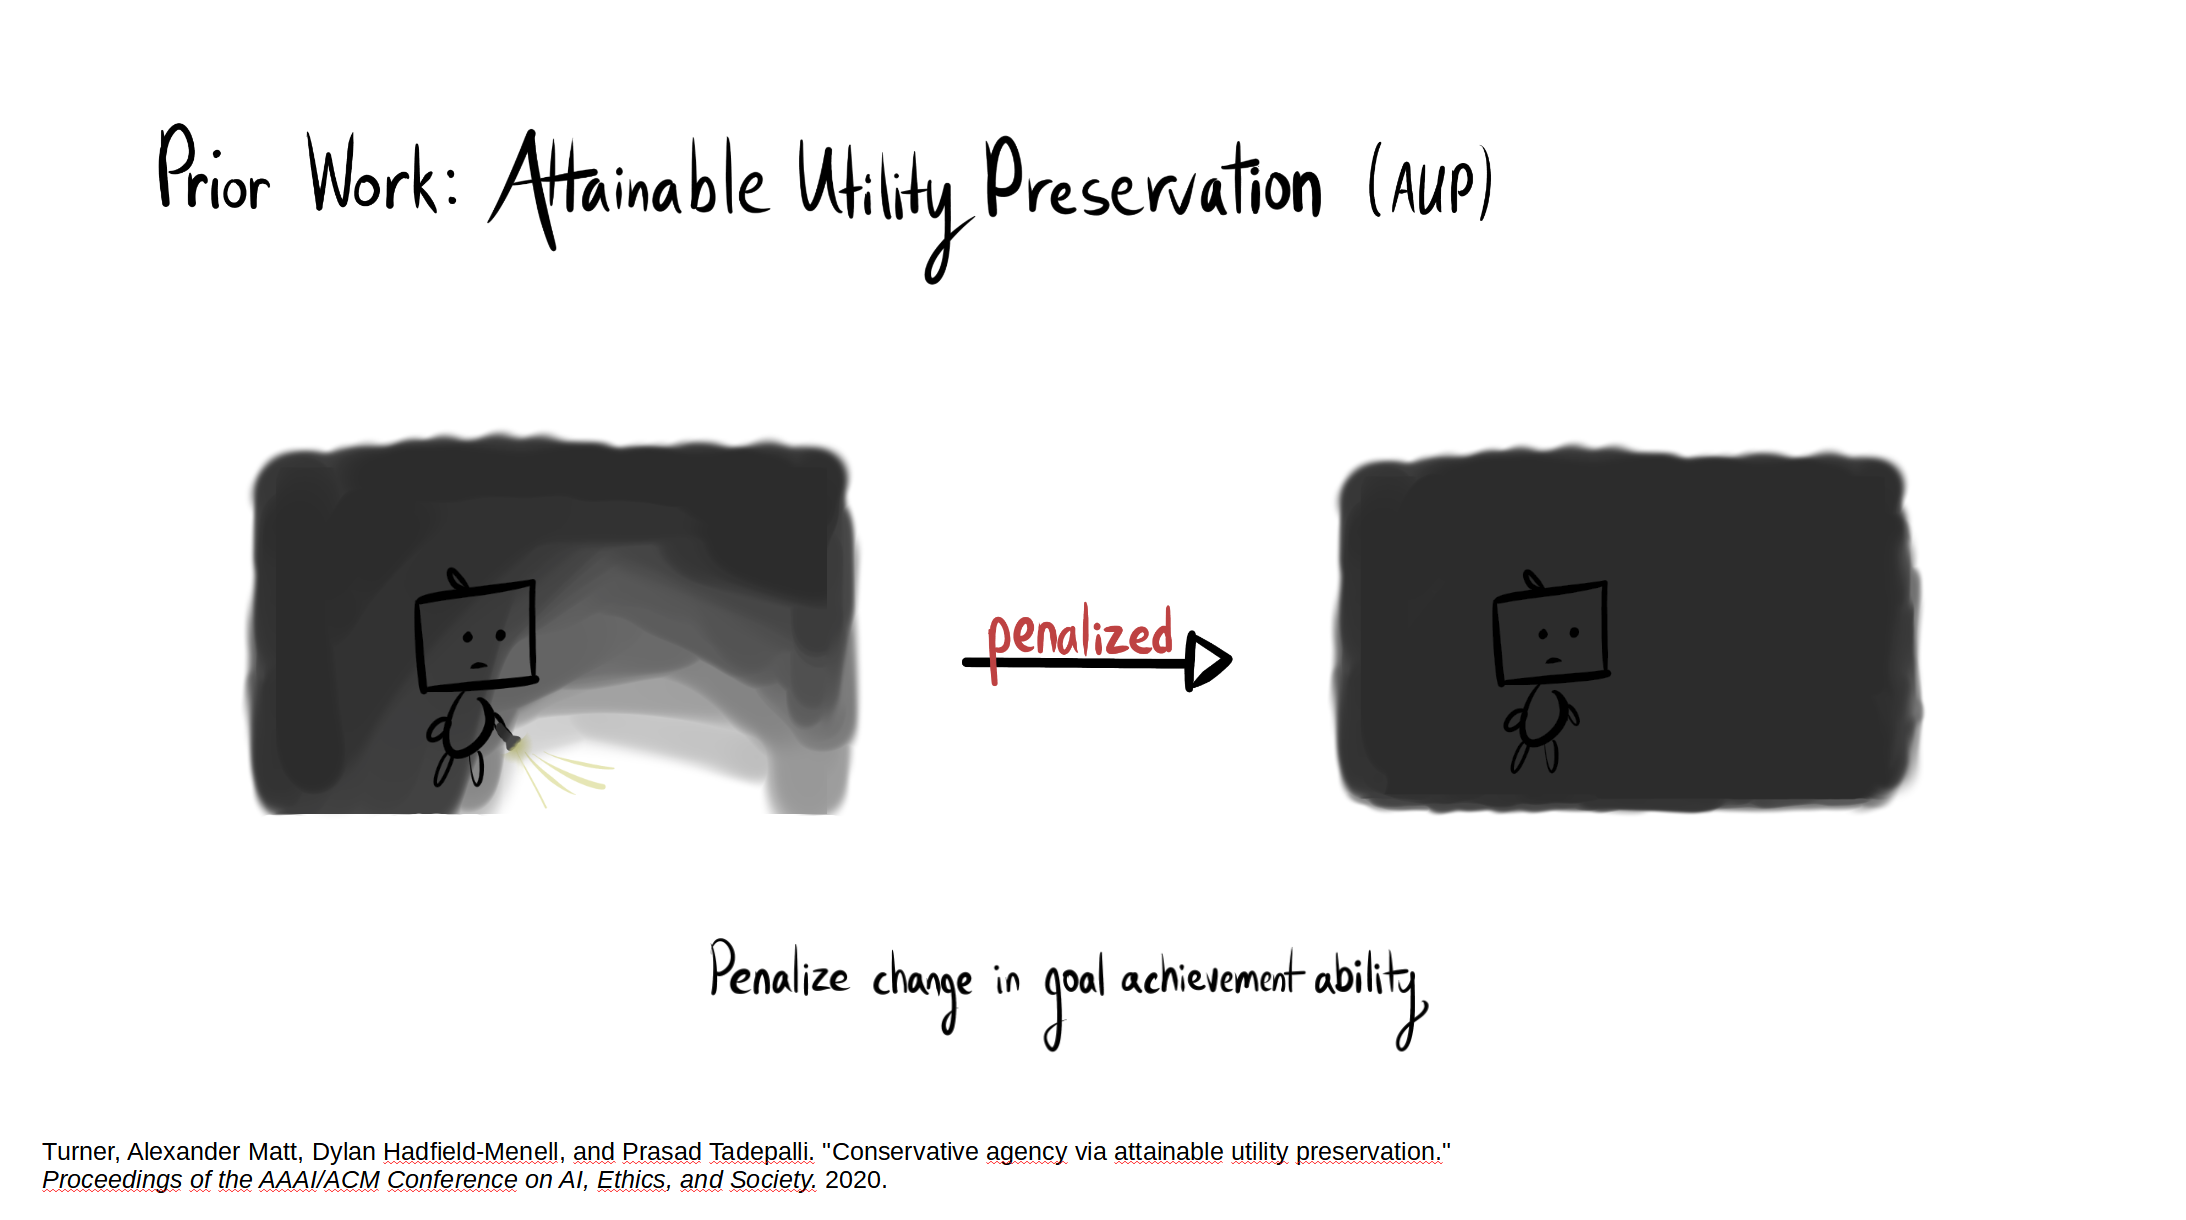 Prior Work: Attainable Utility Preservation (AUP)
penalized
Penalize change in goal achievement ability
Turner, Alexander Matt, Dylan Hadfield-Menell, and Prasad Tadepalli. "Conservative agency via attainable utility preservation."
Proceedings of the AAAI/ACM Conference on AI, Ethics, and Society. 2020.